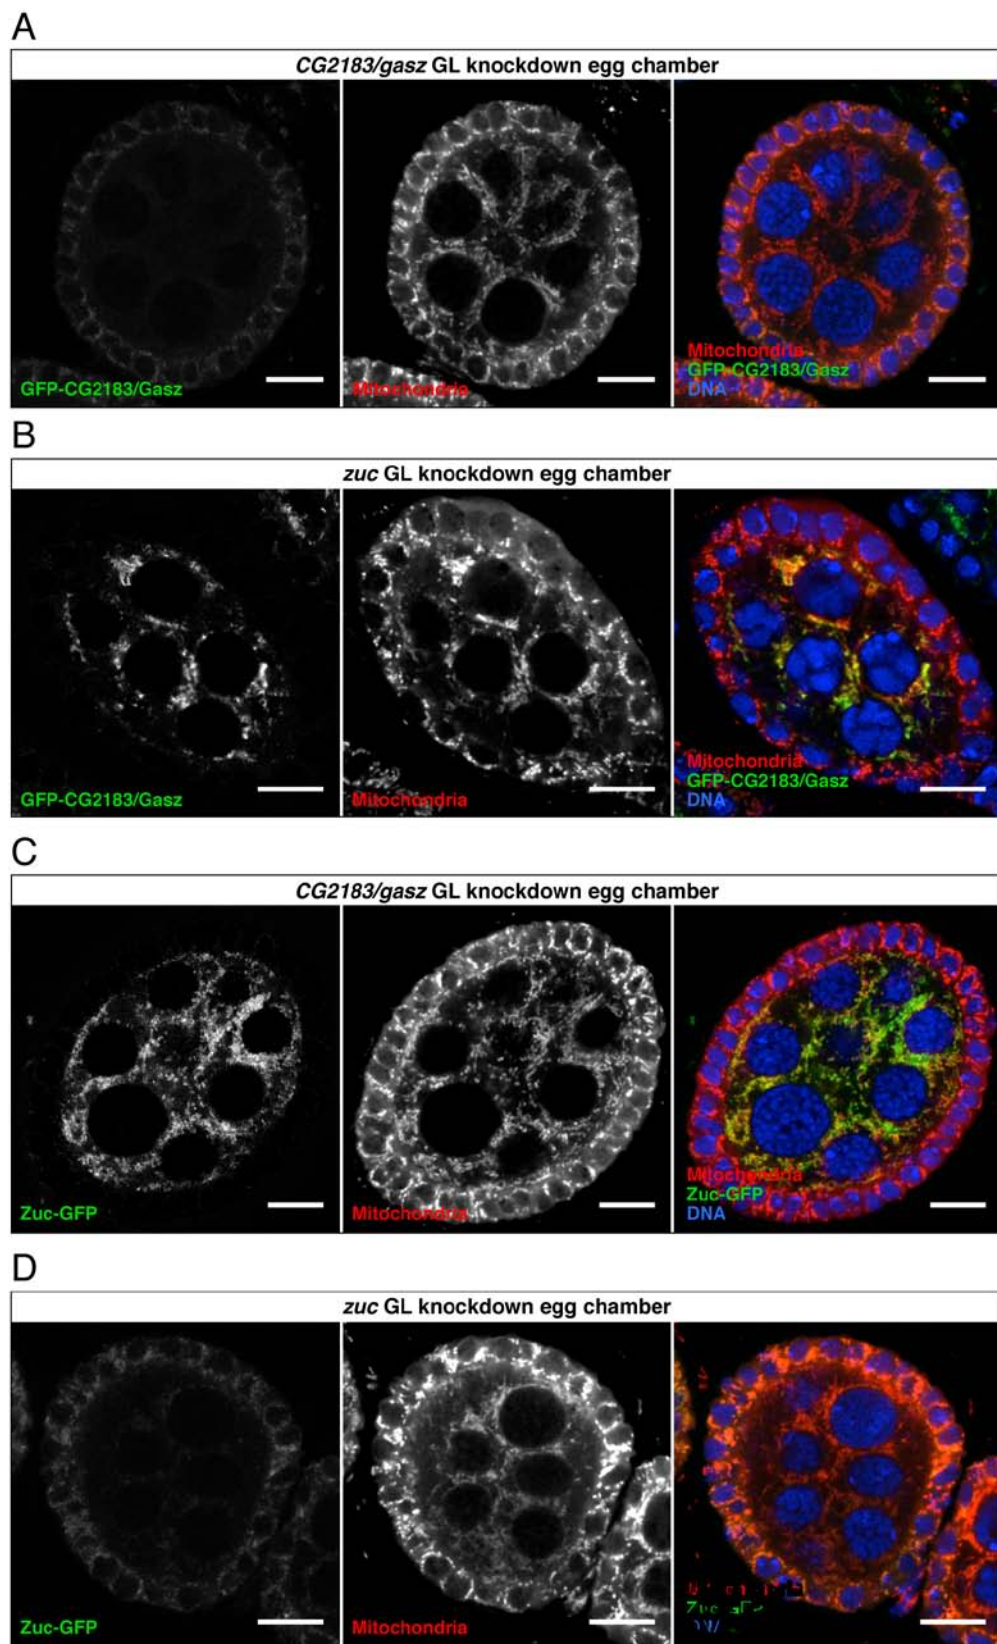 A
CG2183/gasz GL knockdown egg chamber
GFP-CG2183/Gasz
Mitochondria
Mitochondria
GFP-CG2183/Gasz
DNA
B
zuc GL knockdown egg chamber
GFP-CG2183/Gasz
Mitochondria
Mitochondria
GFP-CG2183/Gasz
DNA
C
CG2183/gasz GL knockdown egg chamber
Zuc-GFP
Mitochondria
Mitochondria
Zuc-GFP
DNA
D
zuc GL knockdown egg chamber
Zuc-GFP
Mitochondria